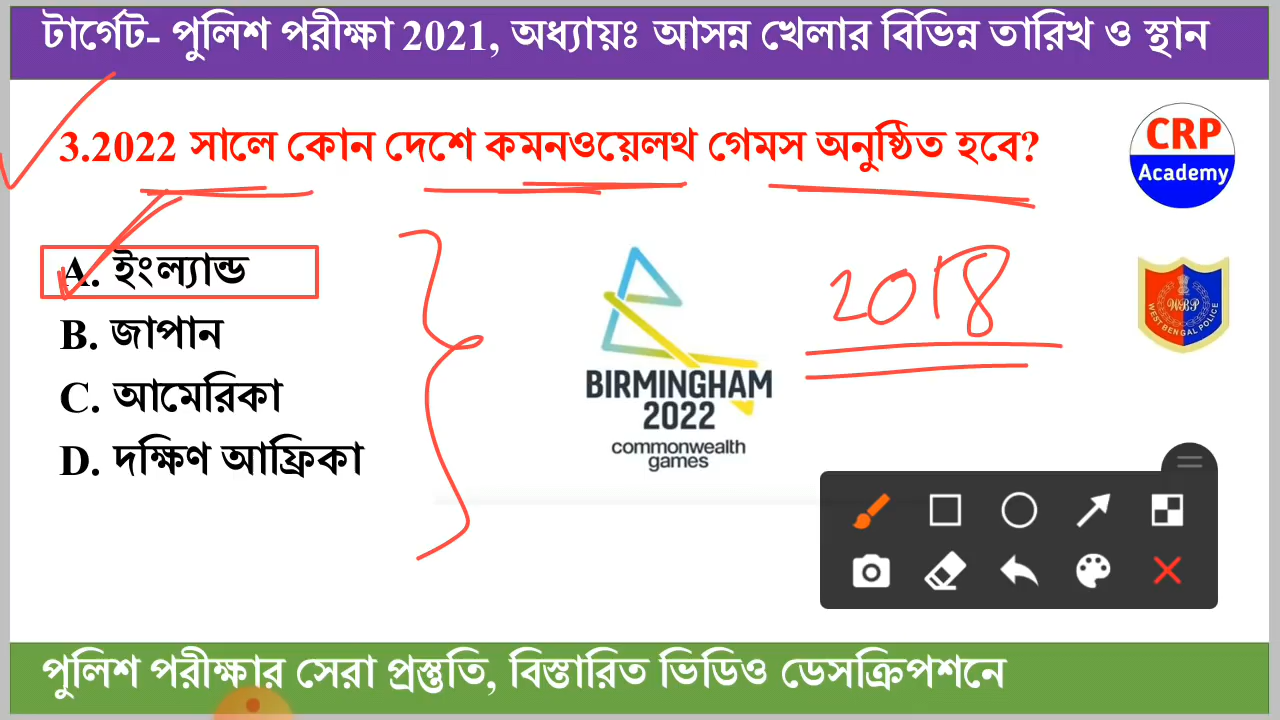 টার্গেট- পুলিশ পরীক্ষা 2021, অধ্যায়ঃ আসন্ন খেলার বিভিন্ন তারিখ ও স্থান
3.2022 সালে কোন দেশে কমনওয়েলথ গেমস অনুষ্ঠিত হবে?
CRP
Academy
A. ইংল্যান্ড
B. জাপান
C. আমেরিকা
D. দক্ষিণ আফ্রিকা
BIRMINGHAM
2022
commonwealth
games
2018
WBP
WEST BENGAL POLICE
পুলিশ পরীক্ষার সেরা প্রস্তুতি, বিস্তারিত ভিডিও ডেসক্রিপশনে